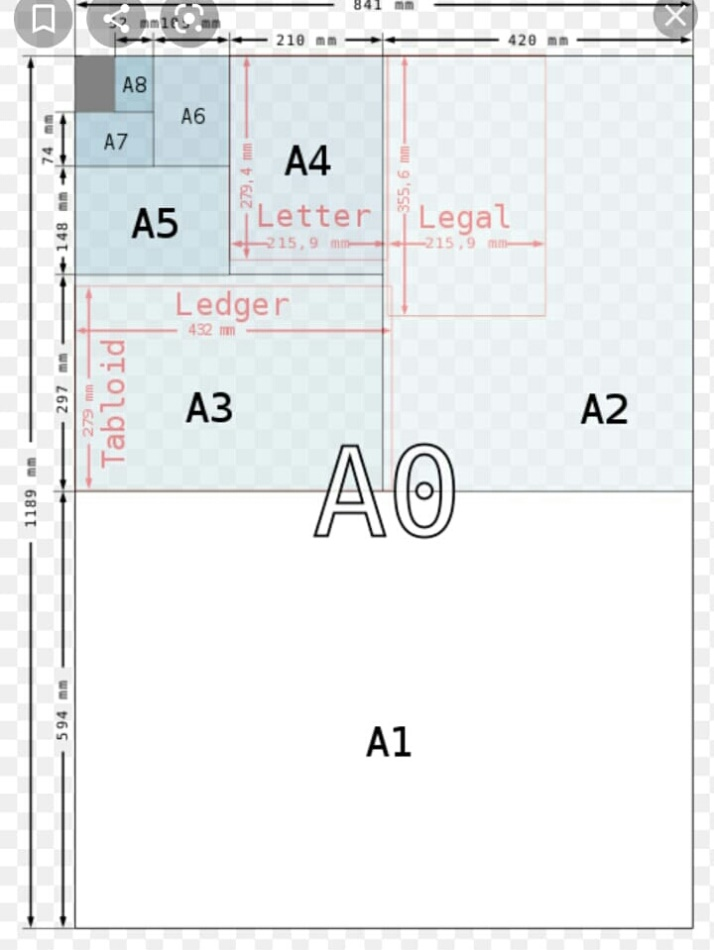 841 mm
52 mm105 mm
210 mm
420 mm
A8
A6
A7
74 mm
A4
279,4 mm
Letter
215,9 mm
355,6 mm
Legal
215,9 mm
A5
148 mm
Ledger
432 mm
279 mm
Tabloid
A3
297 mm
A2
A0
1189 mm
594 mm
A1